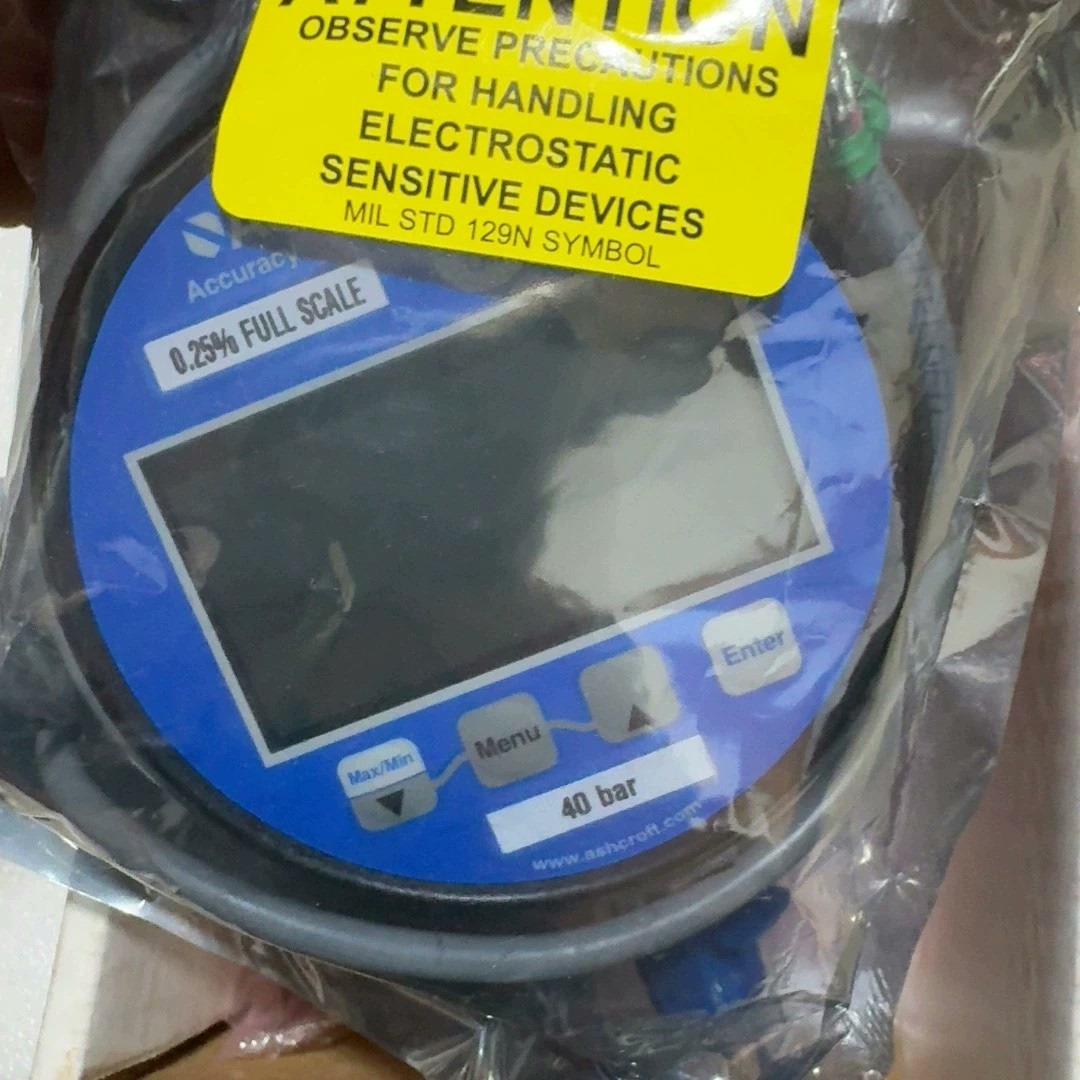 ATTENTION
OBSERVE PRECAUTIONS
FOR HANDLING
ELECTROSTATIC
SENSITIVE DEVICES
MIL STD 129N SYMBOL
Accuracy
0.25% FULL SCALE
Enter
Menu
Max/Min
40 bar
www.ashcroft.com